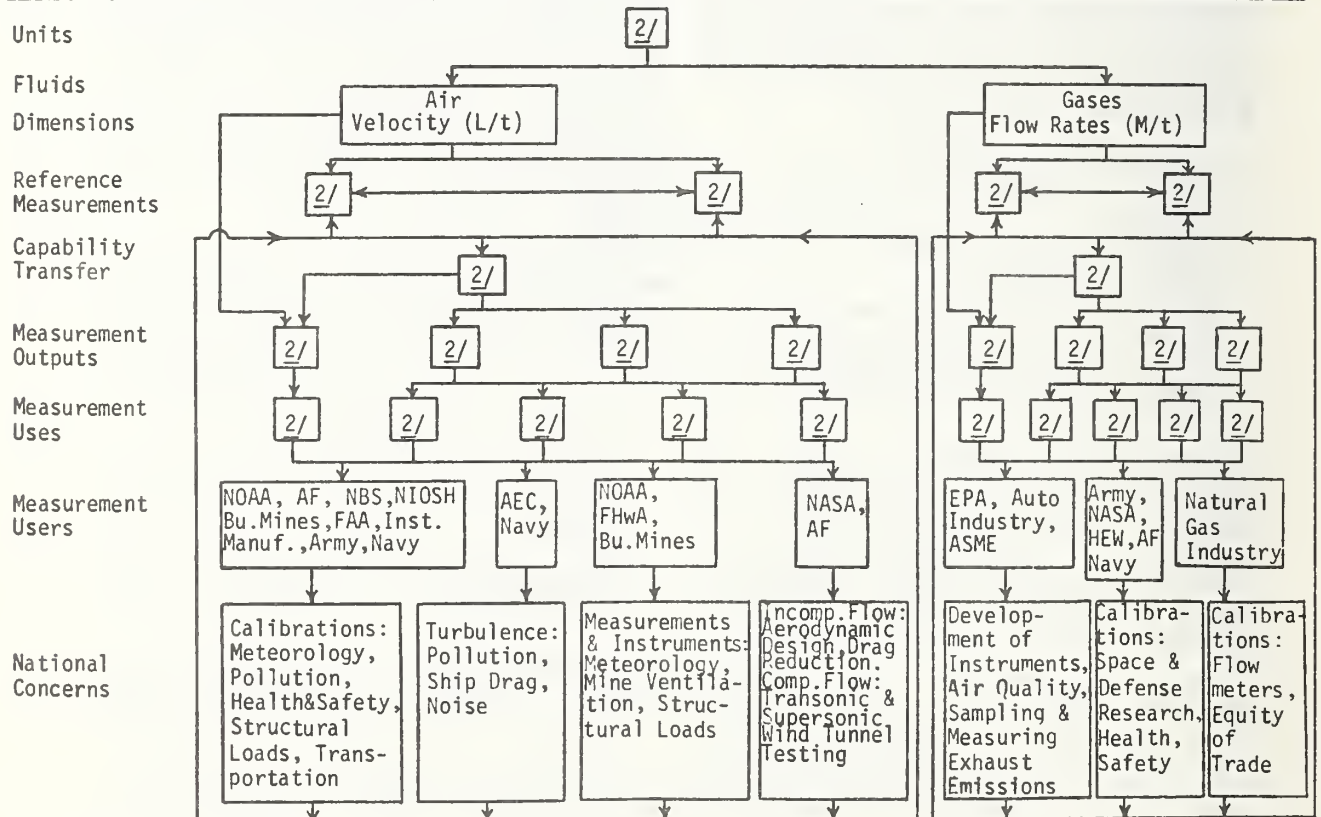 Units
2/
Fluids
Dimensions
Air
Velocity (L/t)
Gases
Flow Rates (M/t)
Reference
Measurements
2/
2/
2/
2/
Capability
Transfer
2/
2/
Measurement
Outputs
2/
2/
2/
2/
2/
2/
2/
2/
Measurement
Uses
2/
2/
2/
2/
2/
2/
2/
2/
2/
2/
Measurement
Users
NOAA, AF, NBS,NIOSH
Bu.Mines,FAA,Inst.
Manuf.,Army,Navy
AEC,
Navy
NOAA,
FHwA,
Bu.Mines
NASA,
AF
EPA, Auto
Industry,
ASME
Army,
NASA,
HEW,AF
Navy
Natural
Gas
Industry
National
Concerns
Calibrations:
Meteorology,
Pollution,
Health&Safety,
Structural
Loads, Trans-
portation
Turbulence:
Pollution,
Ship Drag,
Noise
Measurements
& Instruments:
Meteorology,
Mine Ventila-
tion, Struc-
tural Loads
Incomp.Flow:
Aerodynamic
Design,Drag
Reduction.
Comp.Flow:
Transonic &
Supersonic
Wind Tunnel
Testing
Develop-
ment of
Instruments,
Air Quality,
Sampling &
Measuring
Exhaust
Emissions
Calibra-
tions:
Space &
Defense
Research,
Health,
Safety
Calibra-
tions:
Flow
meters,
Equity
of
Trade